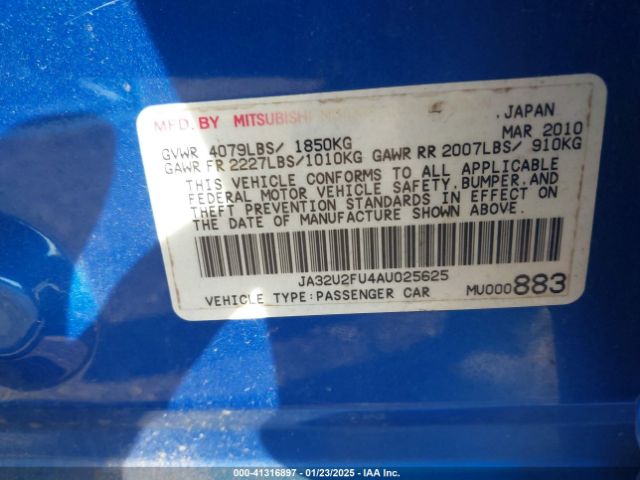 MFD. BY MITSUBISHI
JAPAN
MAR 2010
GVWR 4079LBS/ 1850KG
GAWR FR 2227LBS/1010KG GAWR RR 2007LBS/ 910KG
THIS VEHICLE CONFORMS TO ALL APPLICABLE
FEDERAL MOTOR VEHICLE SAFETY, BUMPER, AND
THEFT PREVENTION STANDARDS IN EFFECT ON
THE DATE OF MANUFACTURE SHOWN ABOVE.
JA32U2FU4AU025625
VEHICLE TYPE:PASSENGER CAR MU000883
000-41316897 - 01/23/2025 - IAAI.CA